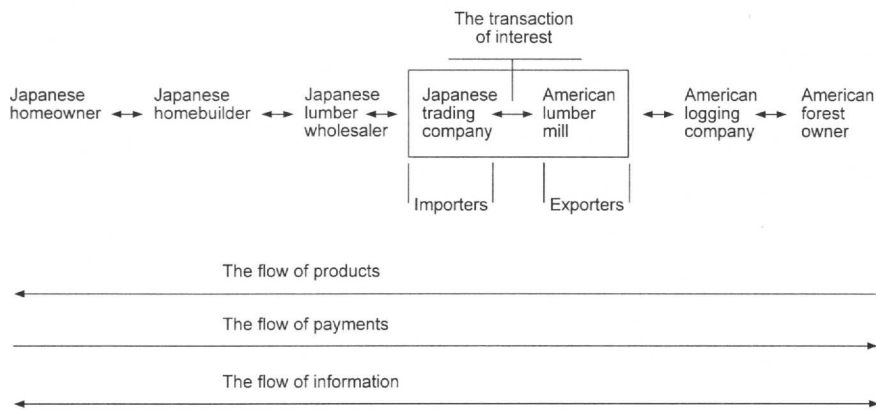 The transaction
of interest
Japanese
homeowner
Japanese
homebuilder
Japanese
lumber
wholesaler
Japanese
trading
company
American
lumber
mill
American
logging
company
American
forest
owner
Importers
Exporters
The flow of products
The flow of payments
The flow of information